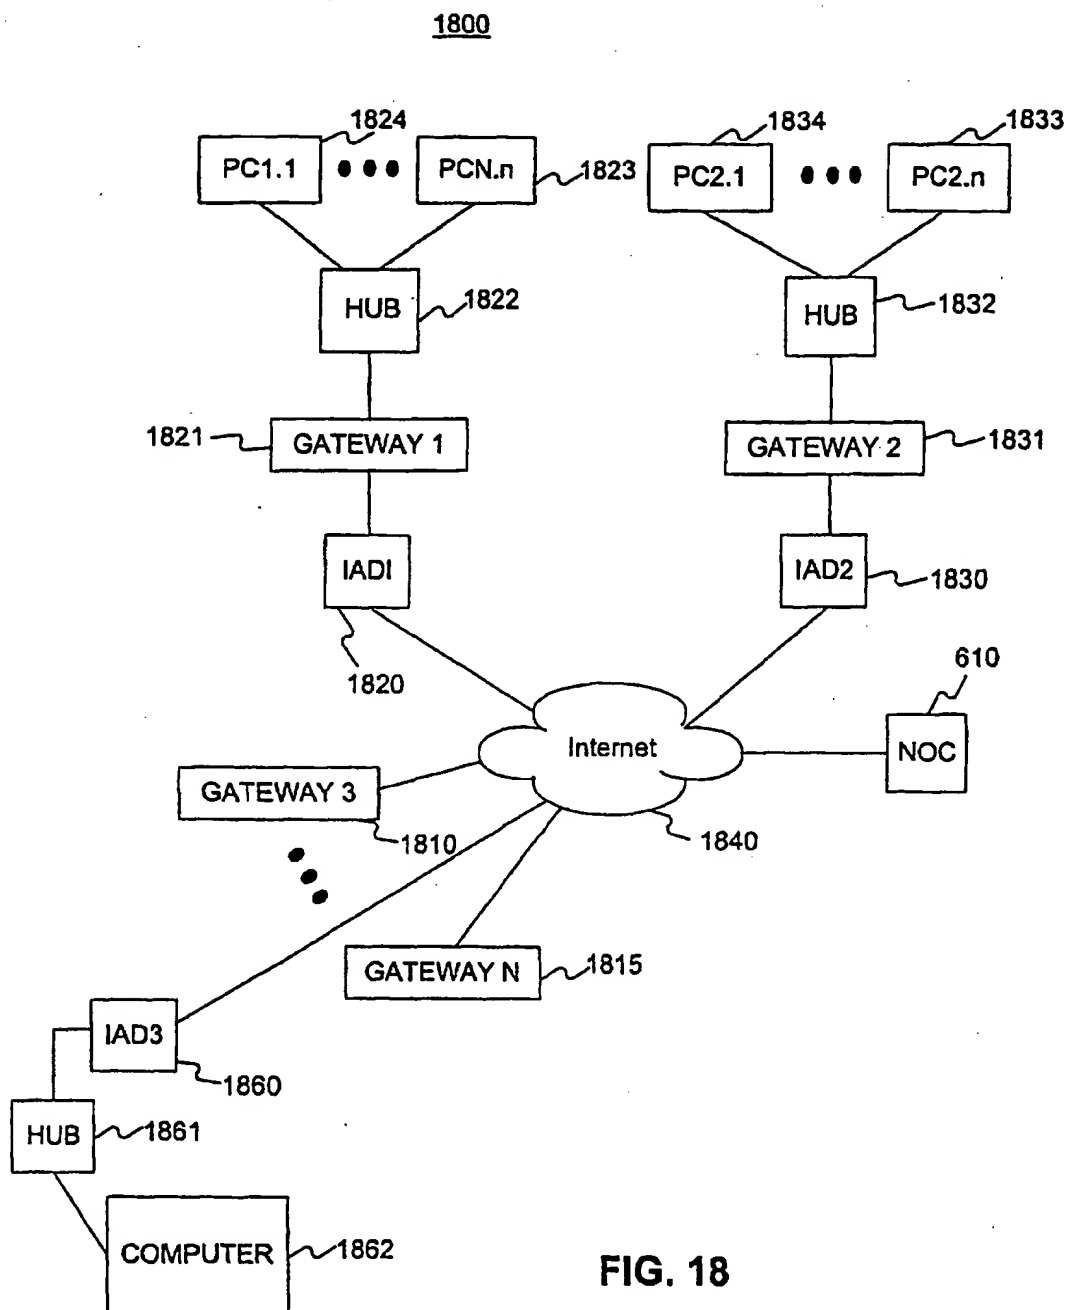 1800
1824
1834
1833
PC1.1
PCN.n
1823
PC2.1
PC2.n
HUB
1822
HUB
1832
1821
GATEWAY 1
GATEWAY 2
1831
IADI
IAD2
1830
1820
610
Internet
NOC
GATEWAY 3
1810
1840
GATEWAY N
1815
IAD3
1860
HUB
1861
COMPUTER
1862
FIG. 18